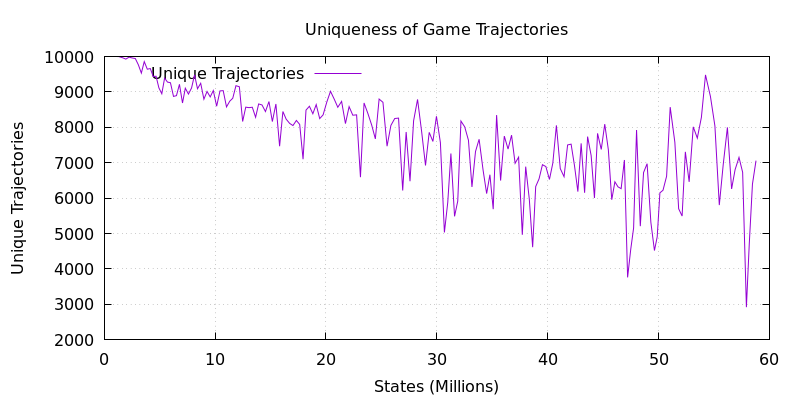 Uniqueness of Game Trajectories
10000
9000
8000
7000
6000
5000
4000
3000
2000
Unique Trajectories
Unique Trajectories
0 10 20 30 40 50 60
States (Millions)